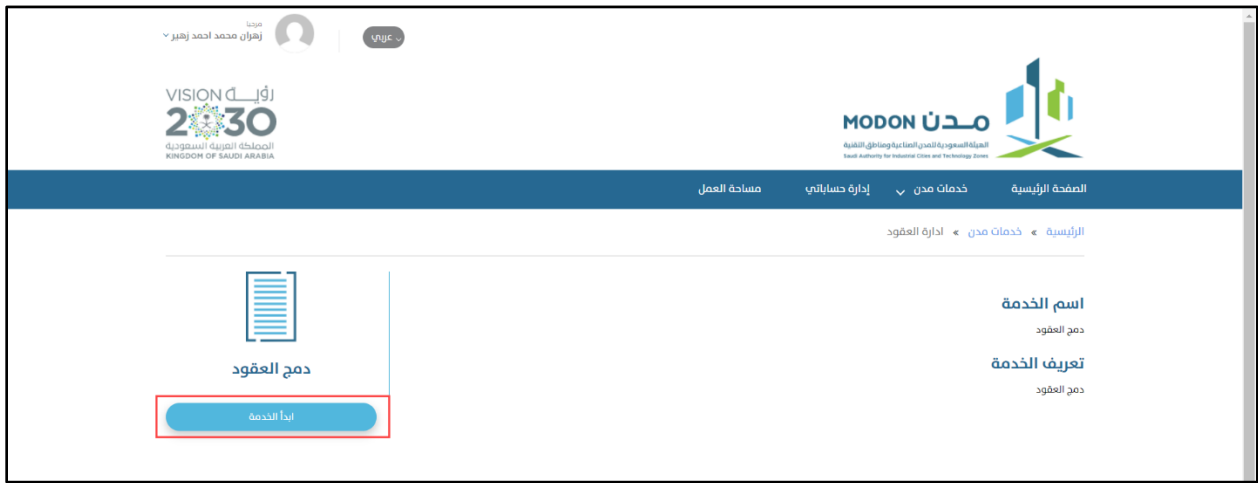 مرحبا
زهران محمد احمد زهير
عربي
VISION رؤيـــة
2030
المملكة العربية السعودية
KINGDOM OF SAUDI ARABIA
مـدن MODON
الهيئة السعودية للمدن الصناعية ومناطق التقنية
Saudi Authority for Industrial Cities and Technology Zones
الصفحة الرئيسية خدمات مدن إدارة حساباتي مساحة العمل
الرئيسية » خدمات مدن » ادارة العقود
اسم الخدمة
دمج العقود
تعريف الخدمة
دمج العقود
دمج العقود
ابدأ الخدمة